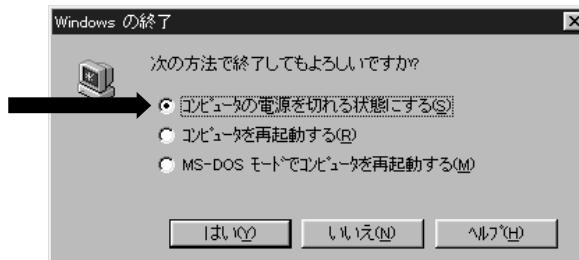 Windows の終了
次の方法で終了してもよろしいですか?
ｺﾝﾋﾟｭｰﾀの電源を切れる状態にする(S)
ｺﾝﾋﾟｭｰﾀを再起動する(R)
MS-DOS ﾓｰﾄﾞでｺﾝﾋﾟｭｰﾀを再起動する(M)
はい(Y)
いいえ(N)
ﾍﾙﾌﾟ(H)